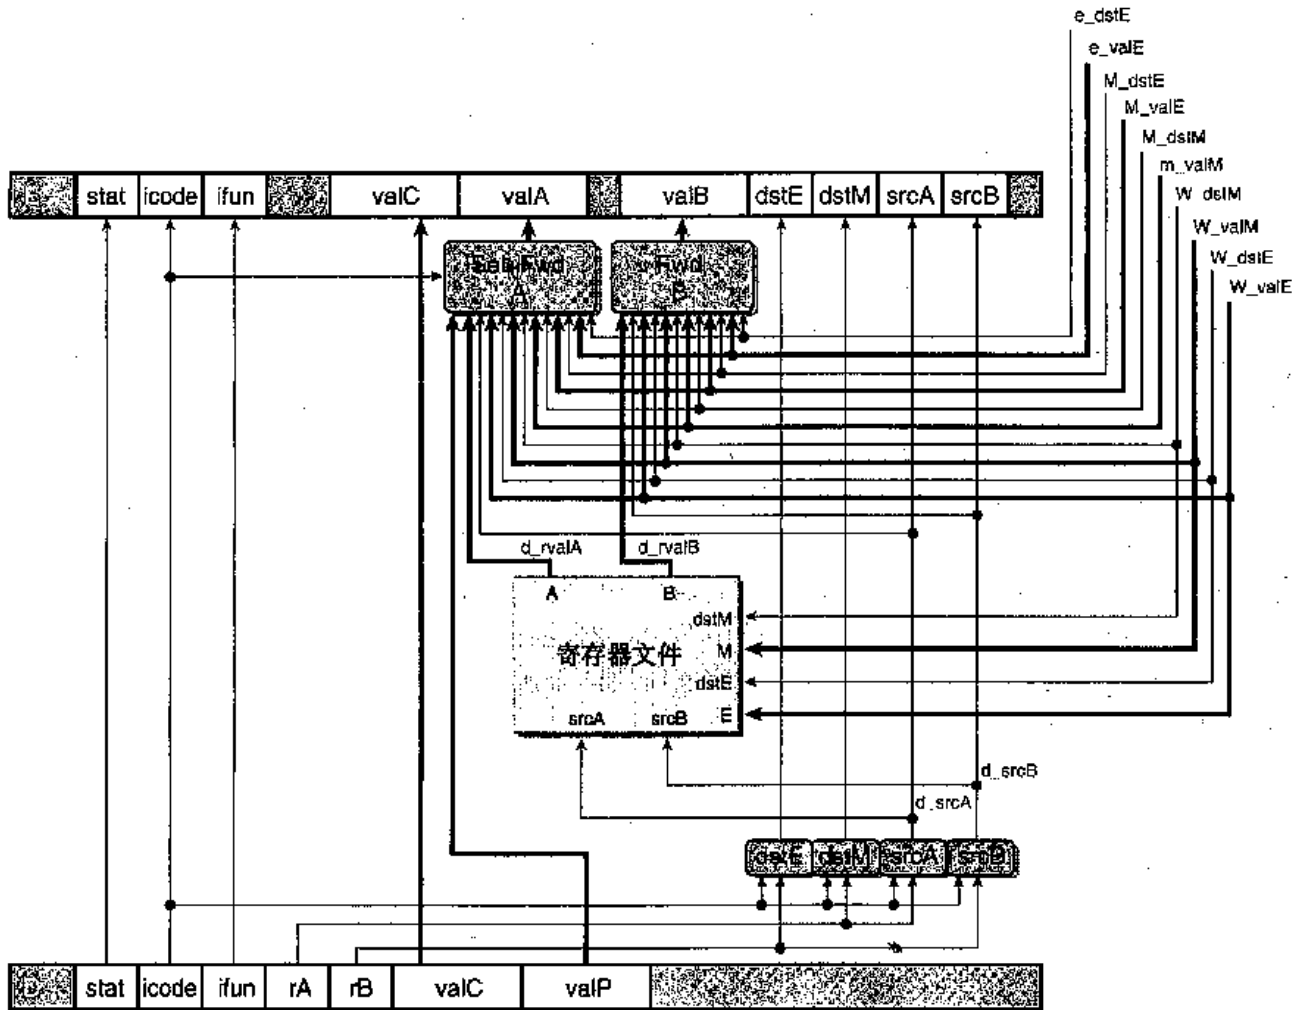 e_dstE
e_valE
M_dstE
M_valE
M_dstM
m_valM
W_dstM
W_valM
W_dstE
W_valE
E stat icode ifun valC valA valB dstE dstM srcA srcB
Sel+Fwd A
Fwd B
d_rvalA d_rvalB
A B
dstM
寄存器文件 M
dstE
srcA srcB E
d_srcB
d_srcA
dstE dstM srcA srcB
D stat icode ifun rA rB valC valP